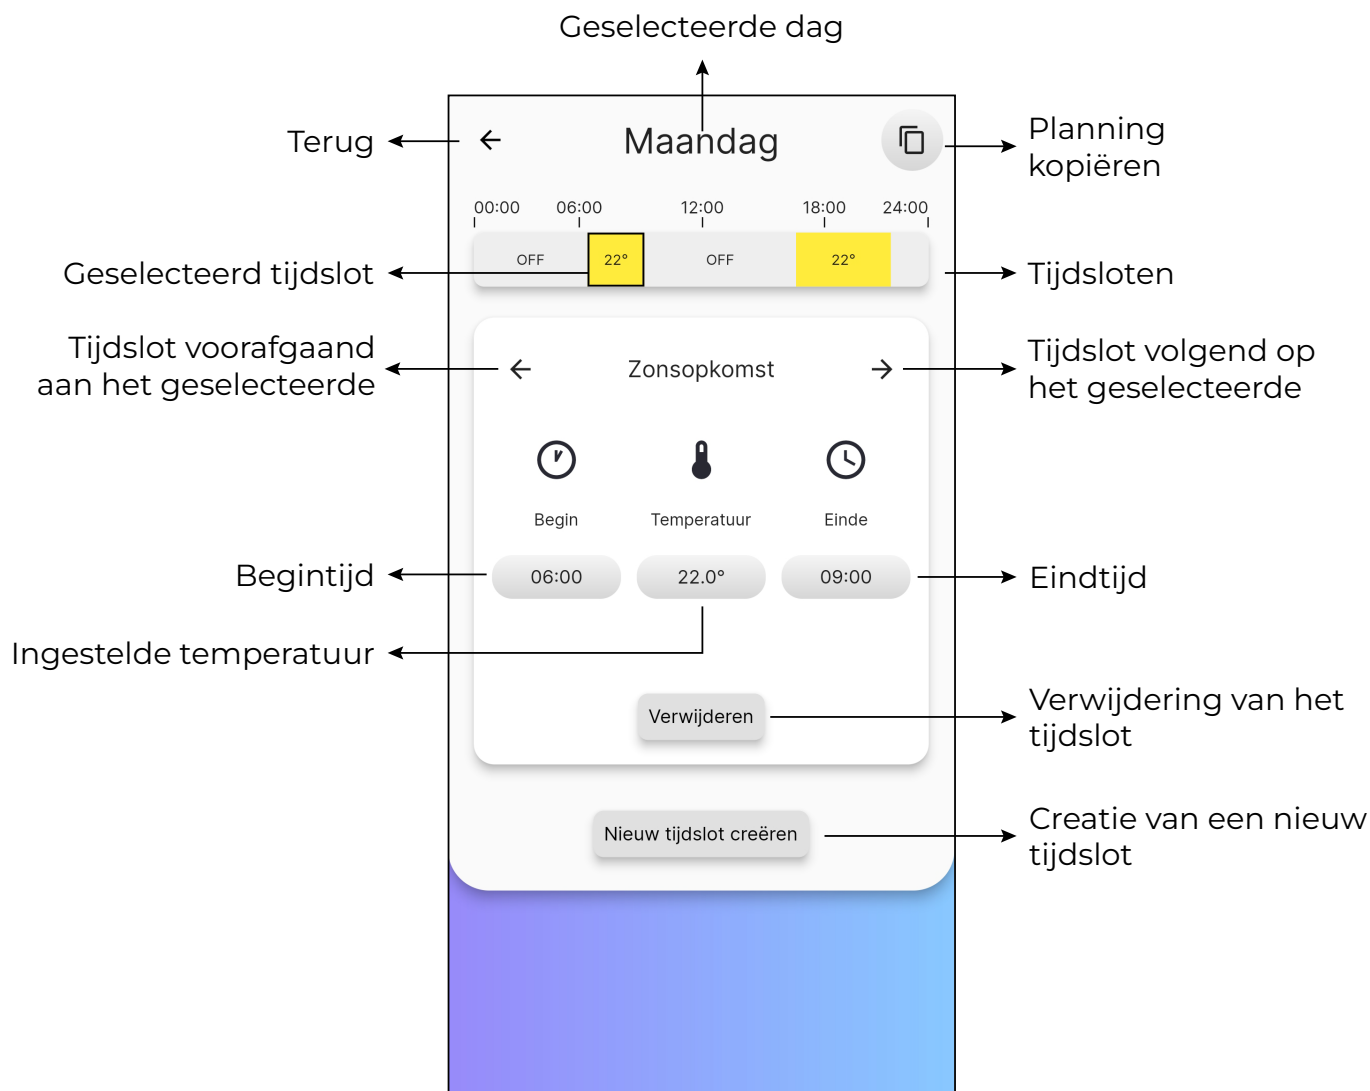 Geselecteerde dag
Terug
Maandag
Planning
kopiëren
00:00 06:00 12:00 18:00 24:00
Geselecteerd tijdslot
OFF 22° OFF 22°
Tijdsloten
Tijdslot voorafgaand
aan het geselecteerde
Zonsopkomst
Tijdslot volgend op
het geselecteerde
Begin Temperatuur Einde
Begintijd
06:00 22.0° 09:00
Eindtijd
Ingestelde temperatuur
Verwijderen
Verwijdering van het
tijdslot
Nieuw tijdslot creëren
Creatie van een nieuw
tijdslot